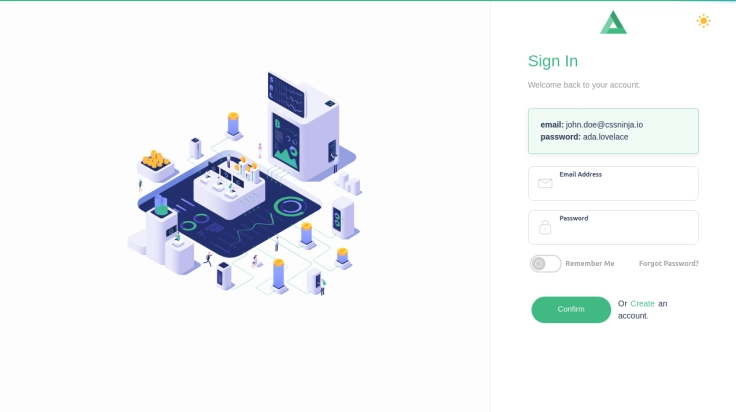 Sign In
Welcome back to your account.
email: john.doe@cssninja.io
password: ada.lovelace
Email Address
Password
Remember Me
Forgot Password?
Confirm
Or Create an
account.